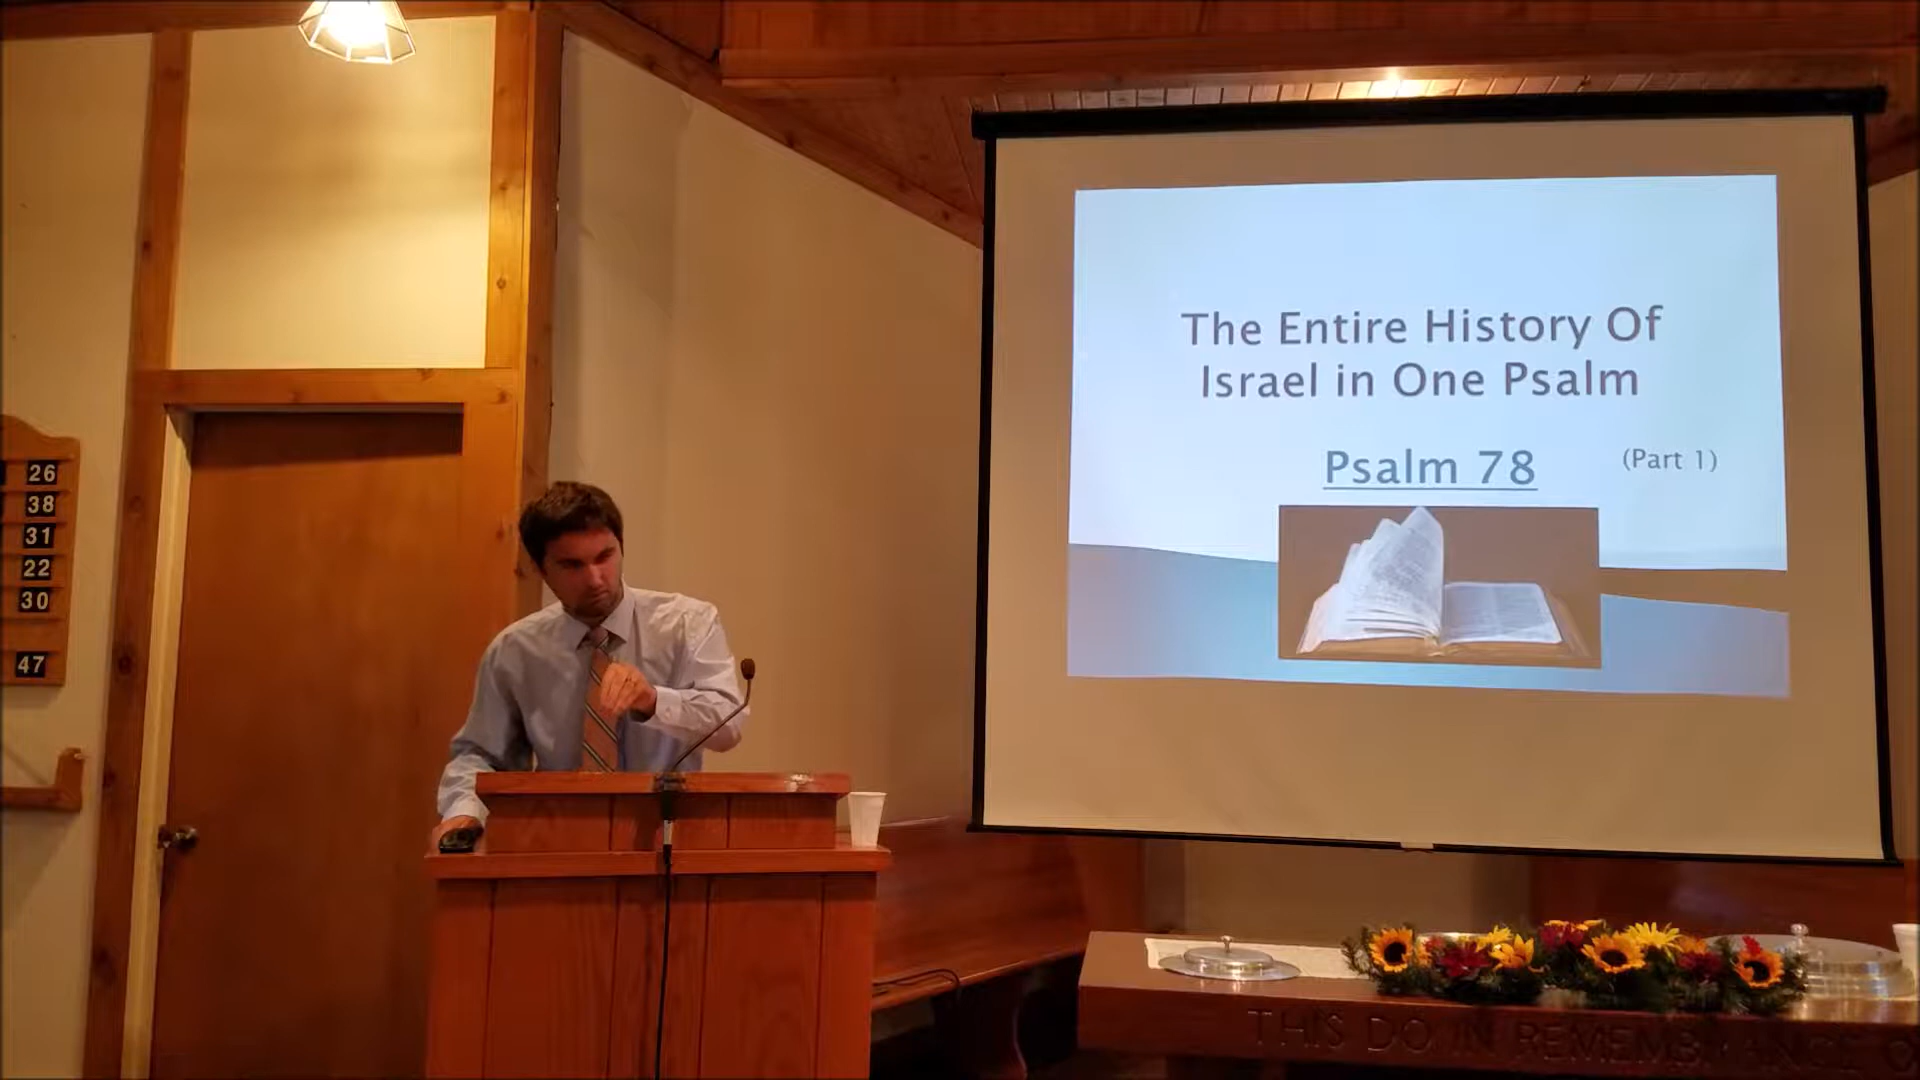 26
38
31
22
30
47
The Entire History Of
Israel in One Psalm
Psalm 78 (Part 1)
THIS DO IN REMEMBRANCE O